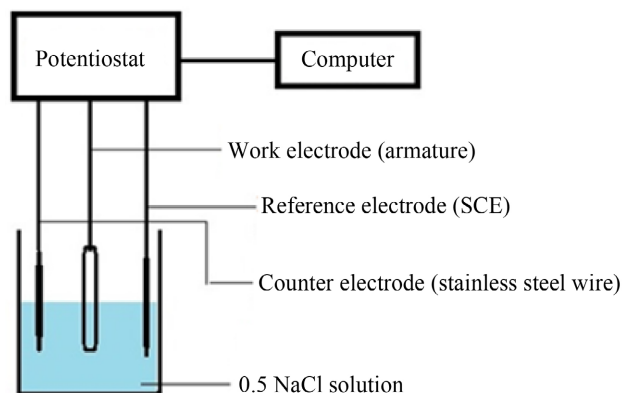 Potentiostat
Computer
Work electrode (armature)
Reference electrode (SCE)
Counter electrode (stainless steel wire)
0.5 NaCl solution